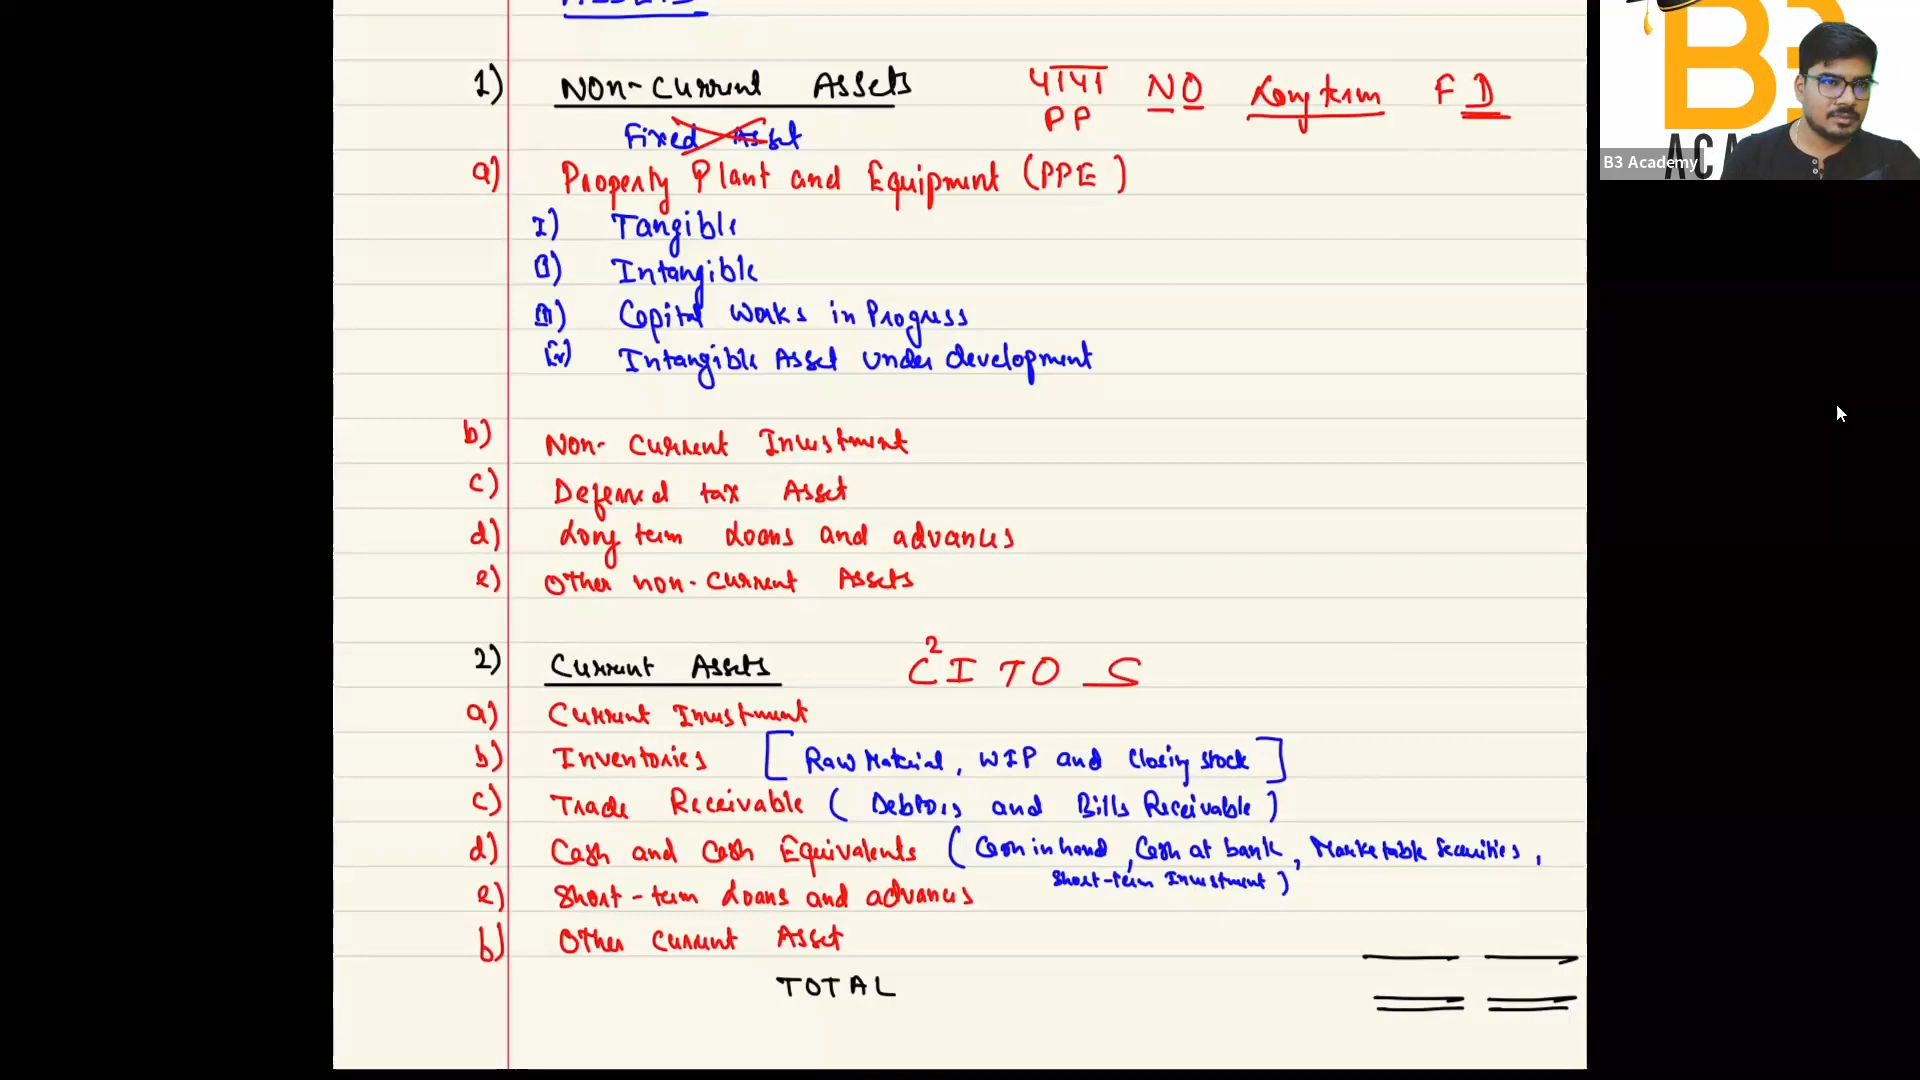 ASSETS
1) Non-Current Assets NO Long term F D
PP
Fixed Asset
a) Property Plant and Equipment (PPE)
I) Tangible
II) Intangible
III) Capital Works in Progress
IV) Intangible Asset under development
b) Non-Current Investment
c) Deferred tax Asset
d) Long term Loans and advances
e) Other non-current Assets
2) Current Assets C² I TO S
a) Current Investment
b) Inventories [Raw Material, WIP and Closing stock]
c) Trade Receivable (Debtors and Bills Receivable)
d) Cash and Cash Equivalents (Cash in hand, Cash at bank, Marketable Securities,
Short-term Investment)
e) Short-term Loans and advances
b) Other Current Asset
TOTAL
B3
ACA
B3 Academy